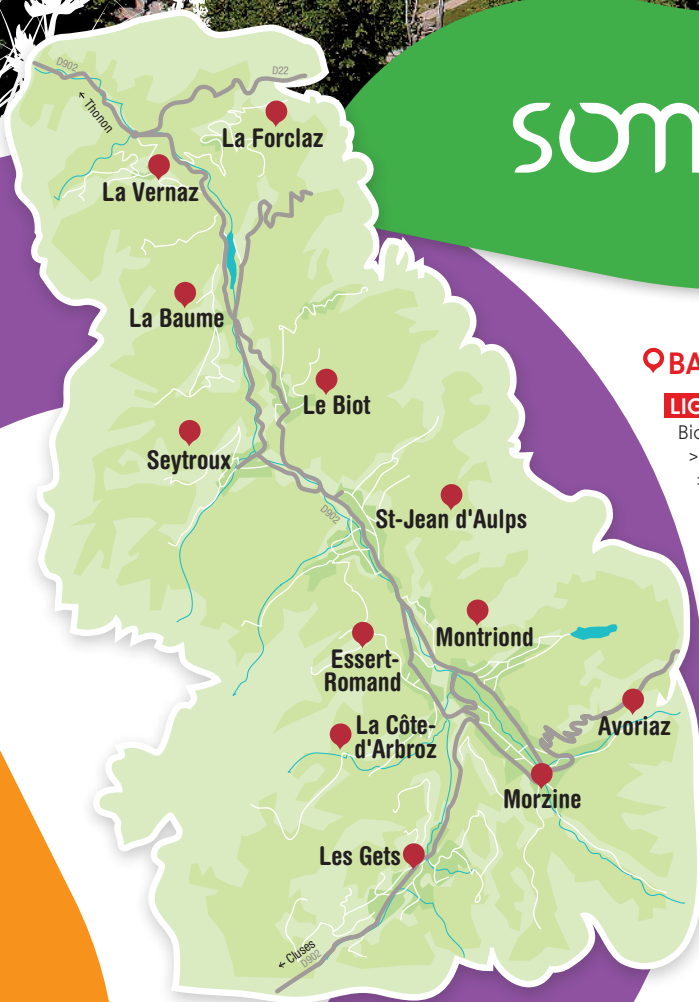 D902
D22
← Thonon
La Forclaz
La Vernaz
La Baume
Le Biot
Seytroux
D902
St-Jean d'Aulps
Montriond
Essert-
Romand
La Côte-
d'Arbroz
Avoriaz
Morzine
Les Gets
← Cluses
D902
som
BA
LIG
Bio
>
>